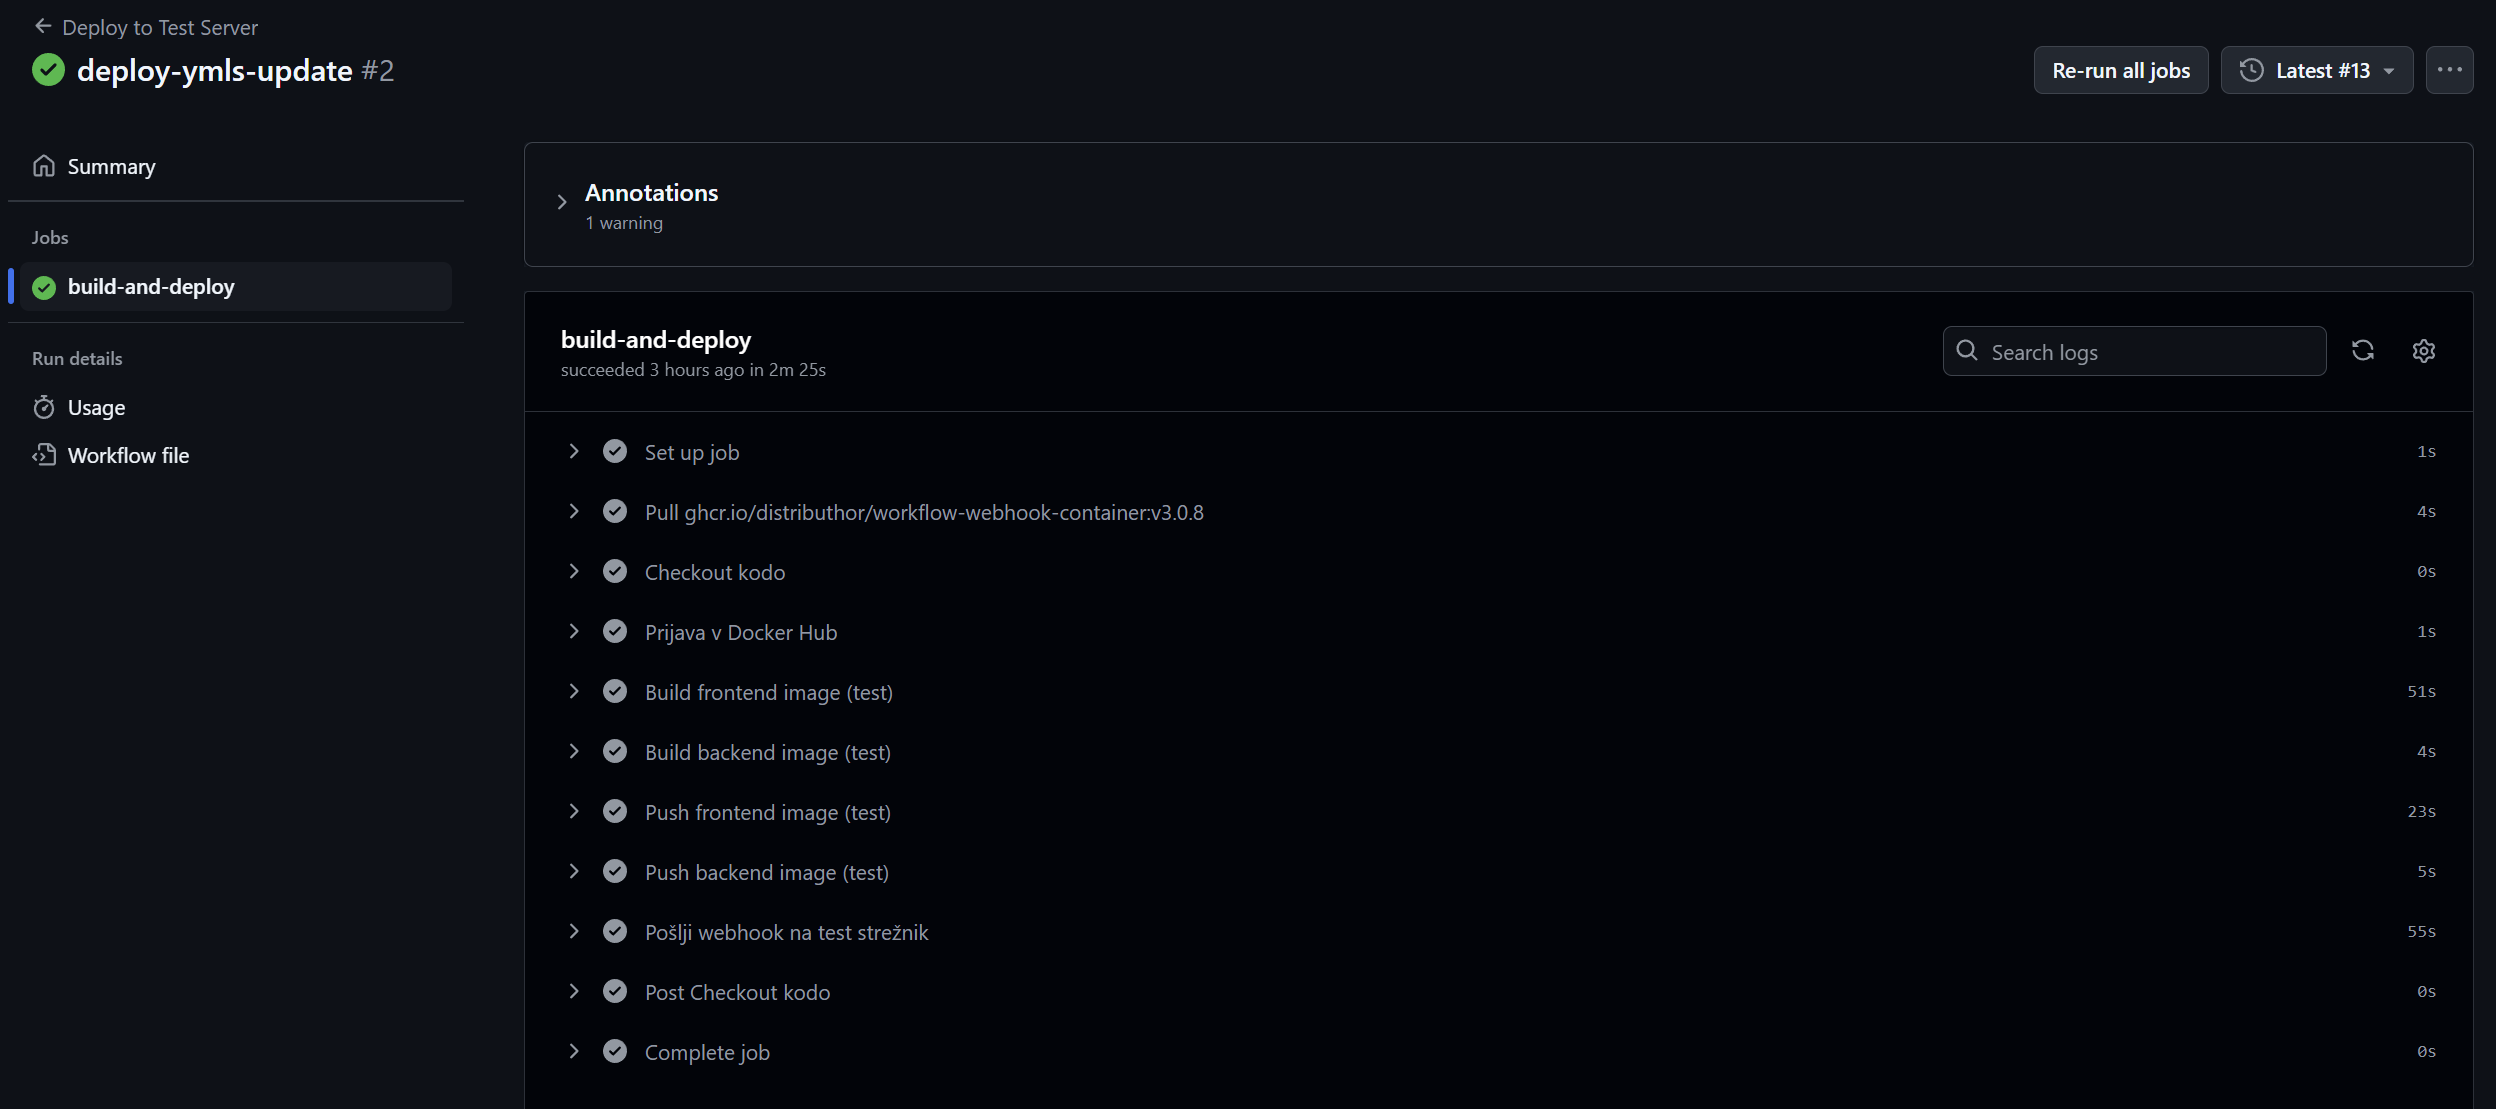 Deploy to Test Server
deploy-ymls-update #2
Re-run all jobs
Latest #13
Summary
Jobs
build-and-deploy
Run details
Usage
Workflow file
Annotations
1 warning
build-and-deploy
succeeded 3 hours ago in 2m 25s
Search logs
Set up job 1s
Pull ghcr.io/distributhor/workflow-webhook-container:v3.0.8 4s
Checkout kodo 0s
Prijava v Docker Hub 1s
Build frontend image (test) 51s
Build backend image (test) 4s
Push frontend image (test) 23s
Push backend image (test) 5s
Pošlji webhook na test strežnik 55s
Post Checkout kodo 0s
Complete job 0s